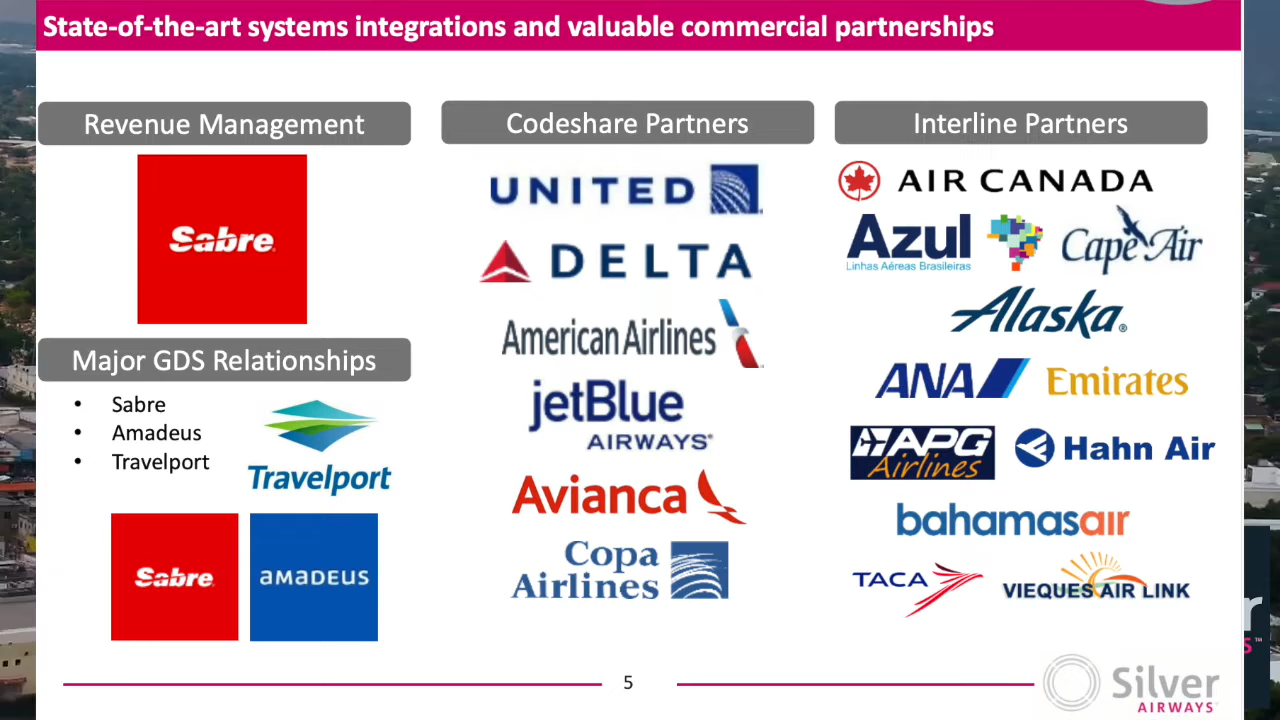 State-of-the-art systems integrations and valuable commercial partnerships
Revenue Management
Sabre
Major GDS Relationships
• Sabre
• Amadeus
• Travelport
Travelport
Sabre
amadeus
Codeshare Partners
UNITED
DELTA
American Airlines
jetBlue
AIRWAYS®
Avianca
Copa
Airlines
Interline Partners
AIR CANADA
Azul
Linhas Aéreas Brasileiras
Cape Air
Alaska®
ANA
Emirates
APG
Airlines
Hahn Air
bahamasair
TACA
VIEQUES AIR LINK
5
Silver
AIRWAYS